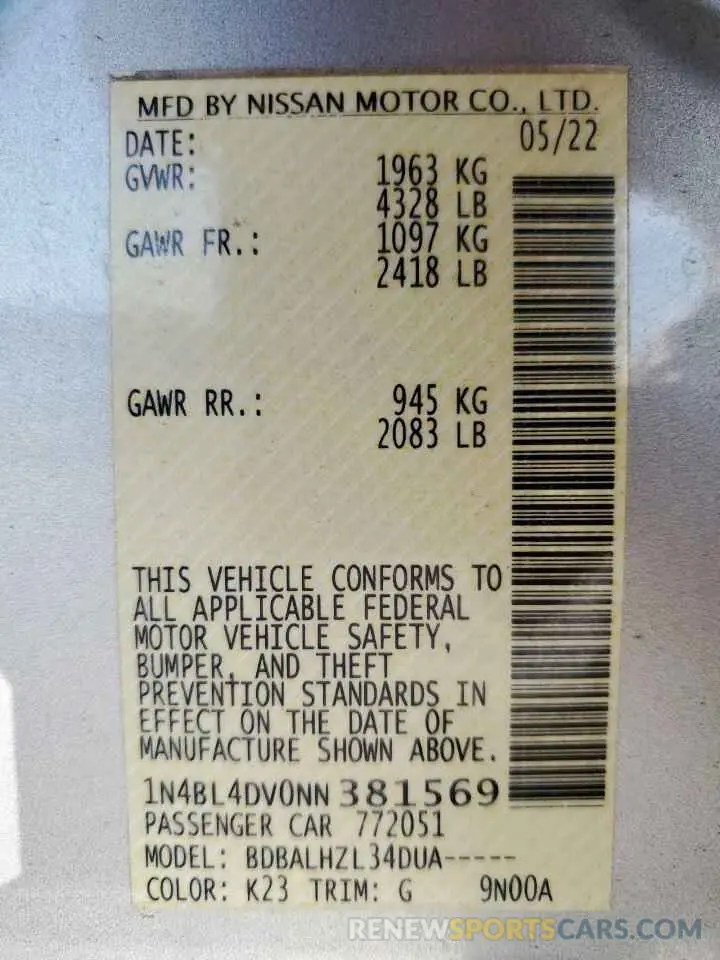 MFD BY NISSAN MOTOR CO., LTD.
DATE: 05/22
GVWR: 1963 KG
4328 LB
GAWR FR.: 1097 KG
2418 LB
GAWR RR.: 945 KG
2083 LB
THIS VEHICLE CONFORMS TO
ALL APPLICABLE FEDERAL
MOTOR VEHICLE SAFETY,
BUMPER, AND THEFT
PREVENTION STANDARDS IN
EFFECT ON THE DATE OF
MANUFACTURE SHOWN ABOVE.
1N4BL4DV0NN381569
PASSENGER CAR 772051
MODEL: BDBALHZL34DUA-----
COLOR: K23 TRIM: G 9N00A
RENEWSPORTSCARS.COM